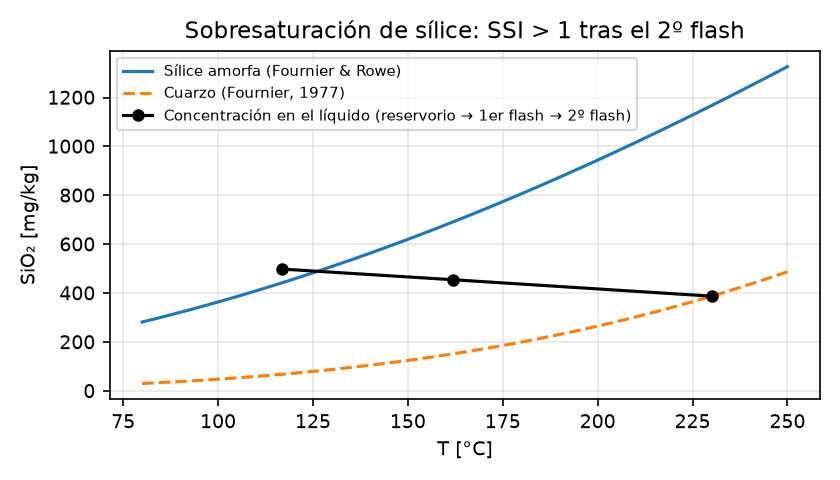 Sobresaturación de sílice: SSI > 1 tras el 2º flash
Sílice amorfa (Fournier & Rowe)
Cuarzo (Fournier, 1977)
Concentración en el líquido (reservorio → 1er flash → 2º flash)
SiO₂ [mg/kg]
1200
1000
800
600
400
200
0
75 100 125 150 175 200 225 250
T [°C]